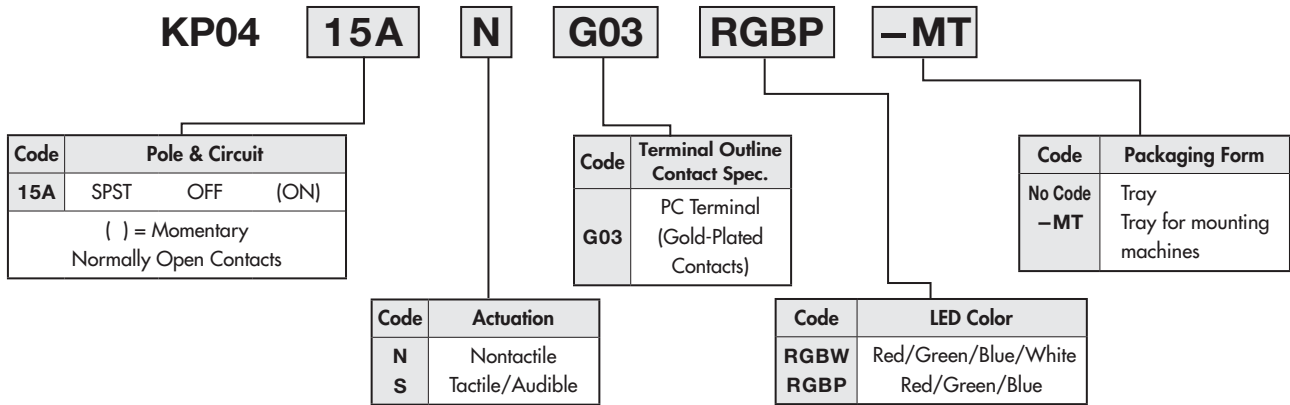 KP04 15A N G03 RGBP –MT
Code Pole & Circuit
15A SPST OFF (ON)
( ) = Momentary
Normally Open Contacts
Code Terminal Outline
Contact Spec.
G03 PC Terminal
(Gold-Plated
Contacts)
Code Packaging Form
No Code Tray
–MT Tray for mounting
machines
Code Actuation
N Nontactile
S Tactile/Audible
Code LED Color
RGBW Red/Green/Blue/White
RGBP Red/Green/Blue